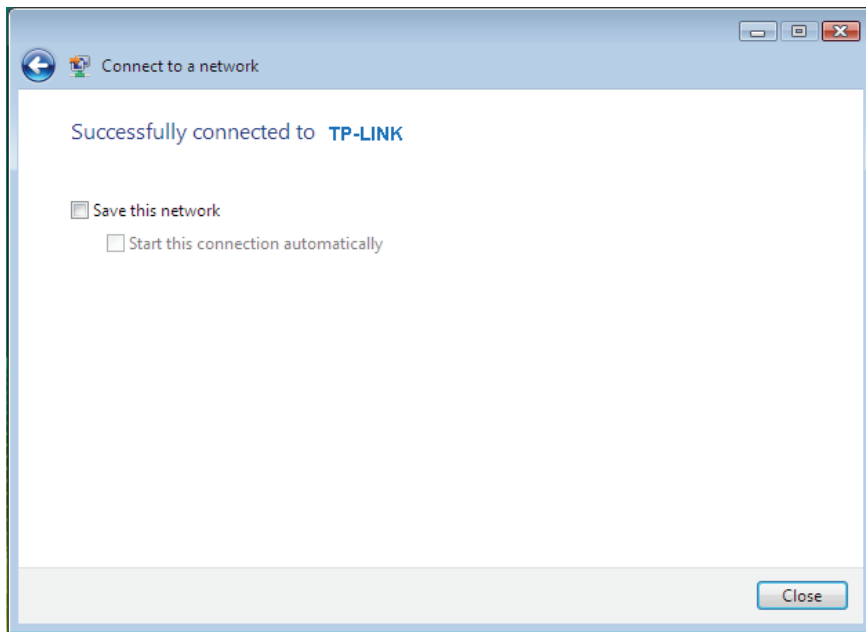 Connect to a network
Successfully connected to TP-LINK
Save this network
Start this connection automatically
Close